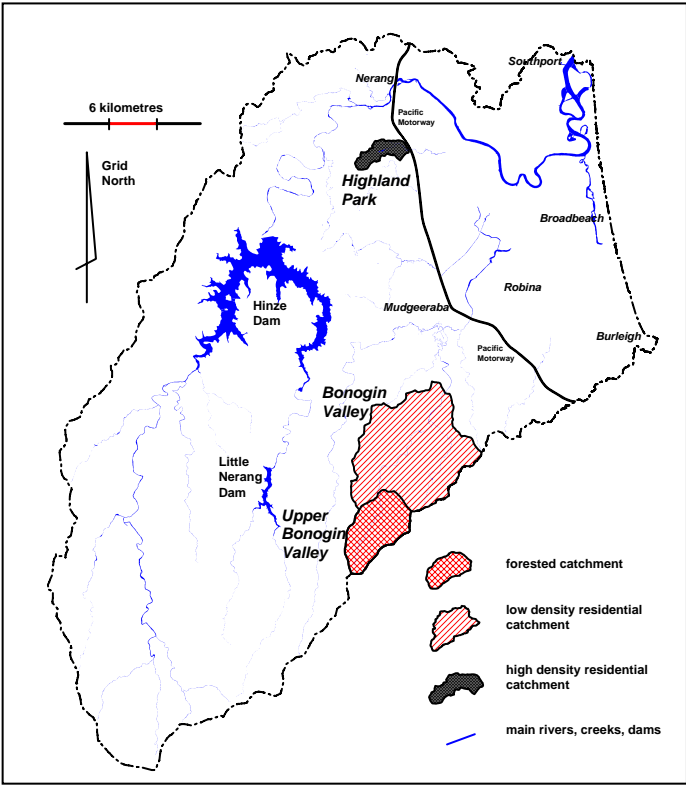 Southport
Nerang
6 kilometres
Pacific
Motorway
Grid
North
Highland
Park
Broadbeach
Hinze
Dam
Robina
Mudgeeraba
Burleigh
Pacific
Motorway
Bonogin
Valley
Little
Nerang
Dam
Upper
Bonogin
Valley
forested catchment
low density residential
catchment
high density residential
catchment
main rivers, creeks, dams